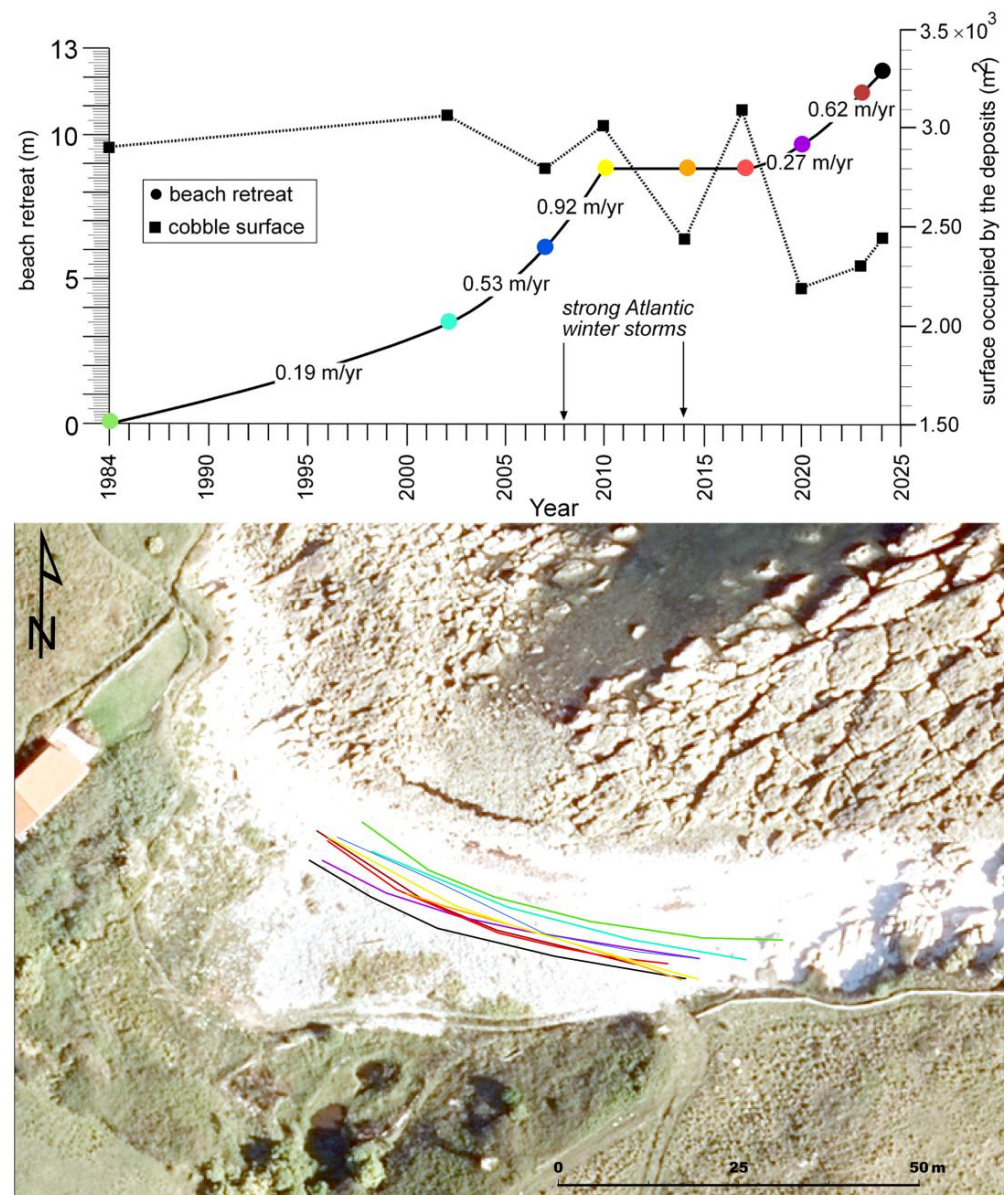 3.5 ×10³
13
10
5
0
beach retreat (m)
3.0
2.50
2.00
1.50
surface occupied by the deposits (m²)
beach retreat
cobble surface
0.62 m/yr
0.27 m/yr
0.92 m/yr
0.53 m/yr
0.19 m/yr
strong Atlantic
winter storms
1984
1990
1995
2000
2005
2010
2015
2020
2025
Year
N
0
25
50 m